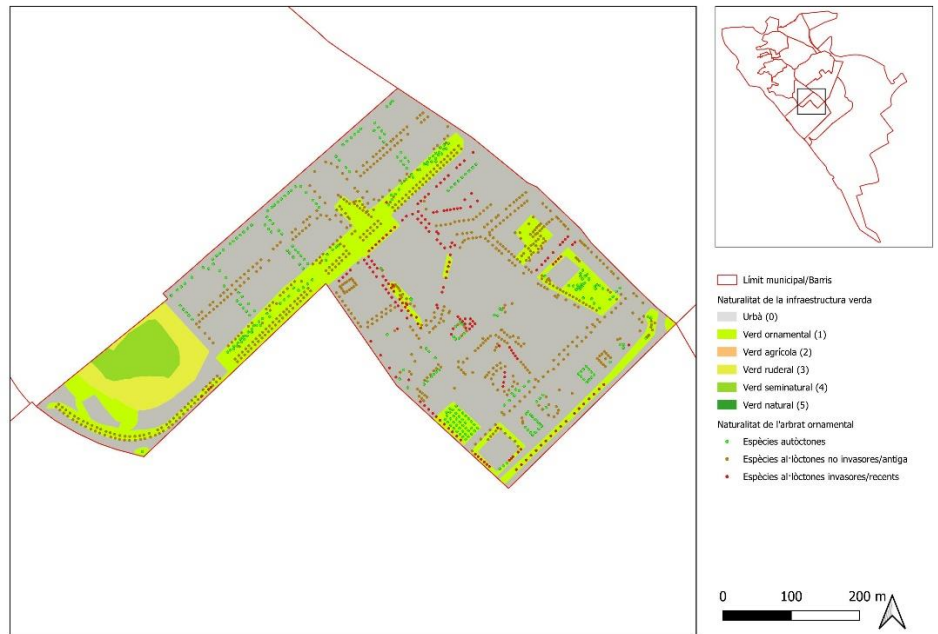 Límit municipal/Barris
Naturalitat de la infraestructura verda
Urbà (0)
Verd ornamental (1)
Verd agrícola (2)
Verd ruderal (3)
Verd seminatural (4)
Verd natural (5)
Naturalitat de l'arbrat ornamental
Espècies autòctones
Espècies al·lòctones no invasores/antiga
Espècies al·lòctones invasores/recents
0 100 200 m